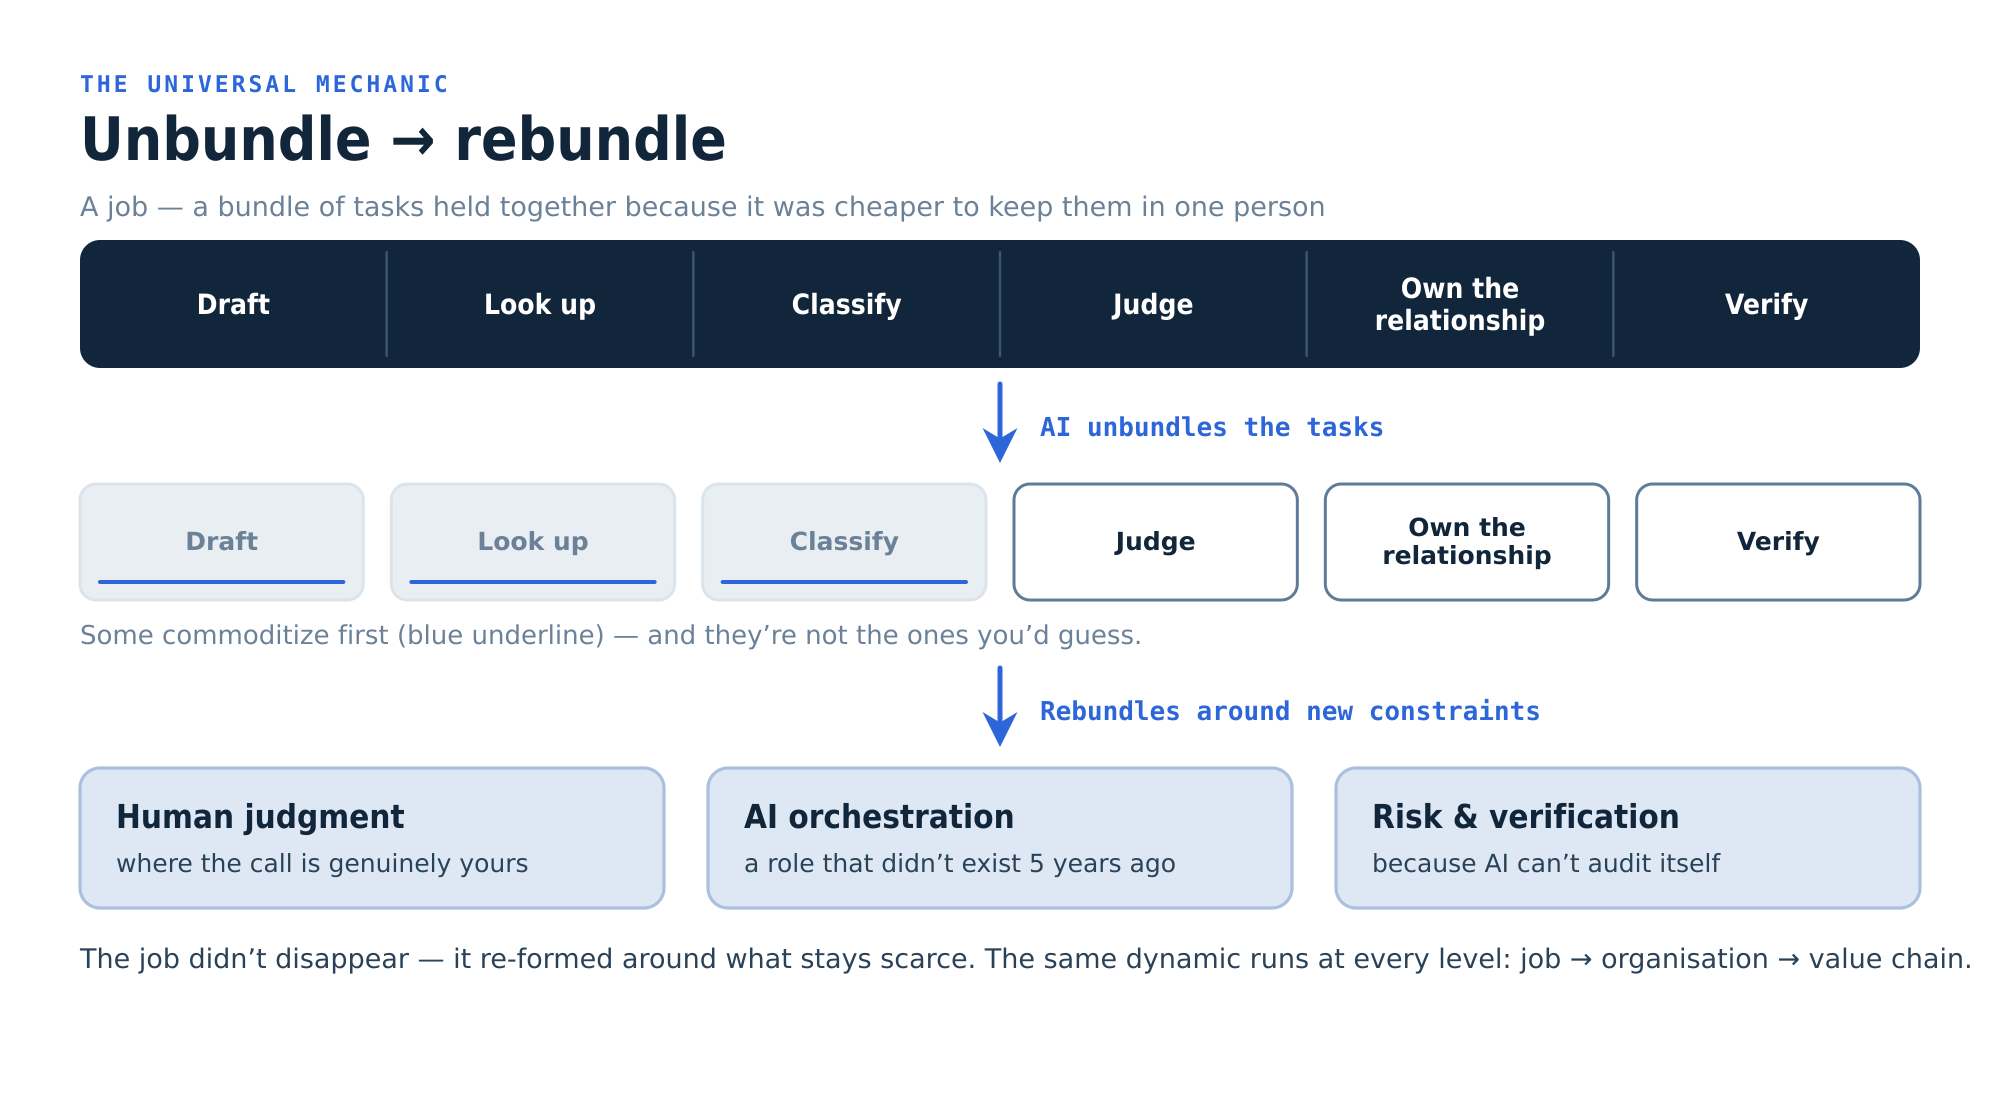 THE UNIVERSAL MECHANIC
Unbundle → rebundle
A job — a bundle of tasks held together because it was cheaper to keep them in one person
Draft
Look up
Classify
Judge
Own the
relationship
Verify
AI unbundles the tasks
Draft
Look up
Classify
Judge
Own the
relationship
Verify
Some commoditize first (blue underline) — and they’re not the ones you’d guess.
Rebundles around new constraints
Human judgment
where the call is genuinely yours
AI orchestration
a role that didn’t exist 5 years ago
Risk & verification
because AI can’t audit itself
The job didn’t disappear — it re-formed around what stays scarce. The same dynamic runs at every level: job → organisation → value chain.